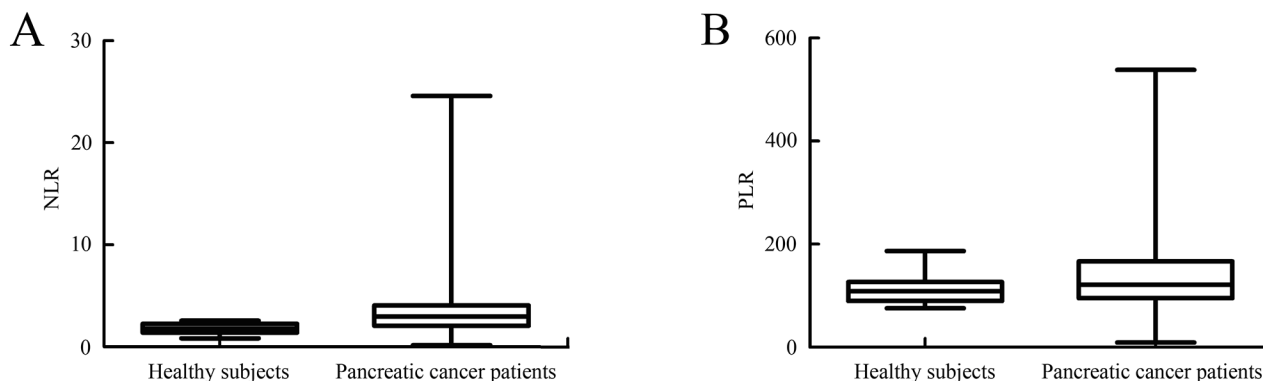 A
30
20
10
0
NLR
Healthy subjects
Pancreatic cancer patients
B
600
400
200
0
PLR
Healthy subjects
Pancreatic cancer patients